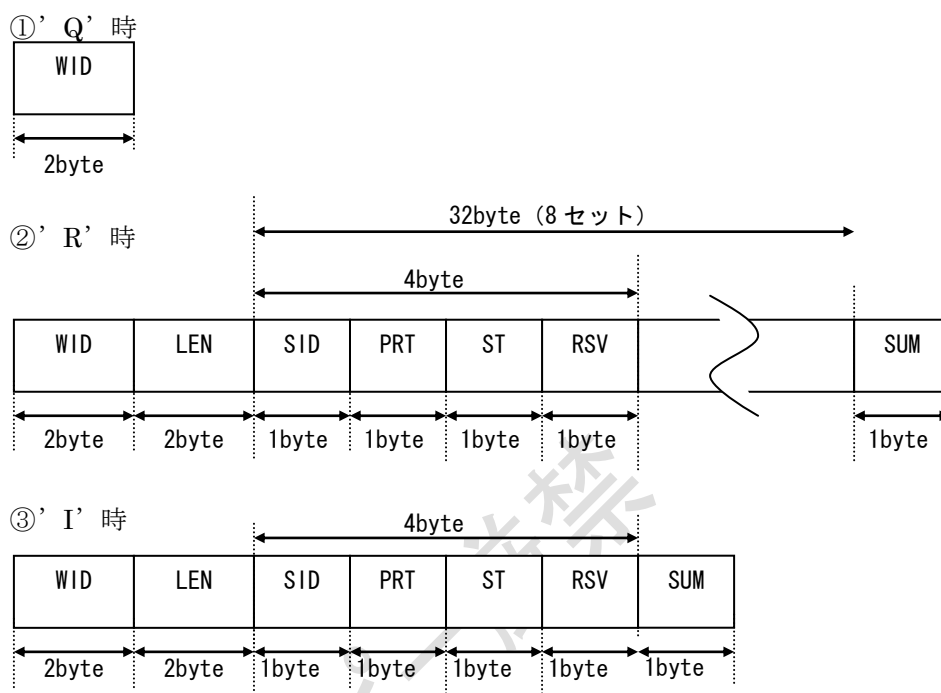 ①’Q’時
WID
2byte
32byte（8セット）
②’R’時
4byte
WID LEN SID PRT ST RSV SUM
2byte 2byte 1byte 1byte 1byte 1byte 1byte
③’I’時
4byte
WID LEN SID PRT ST RSV SUM
2byte 2byte 1byte 1byte 1byte 1byte 1byte
禁